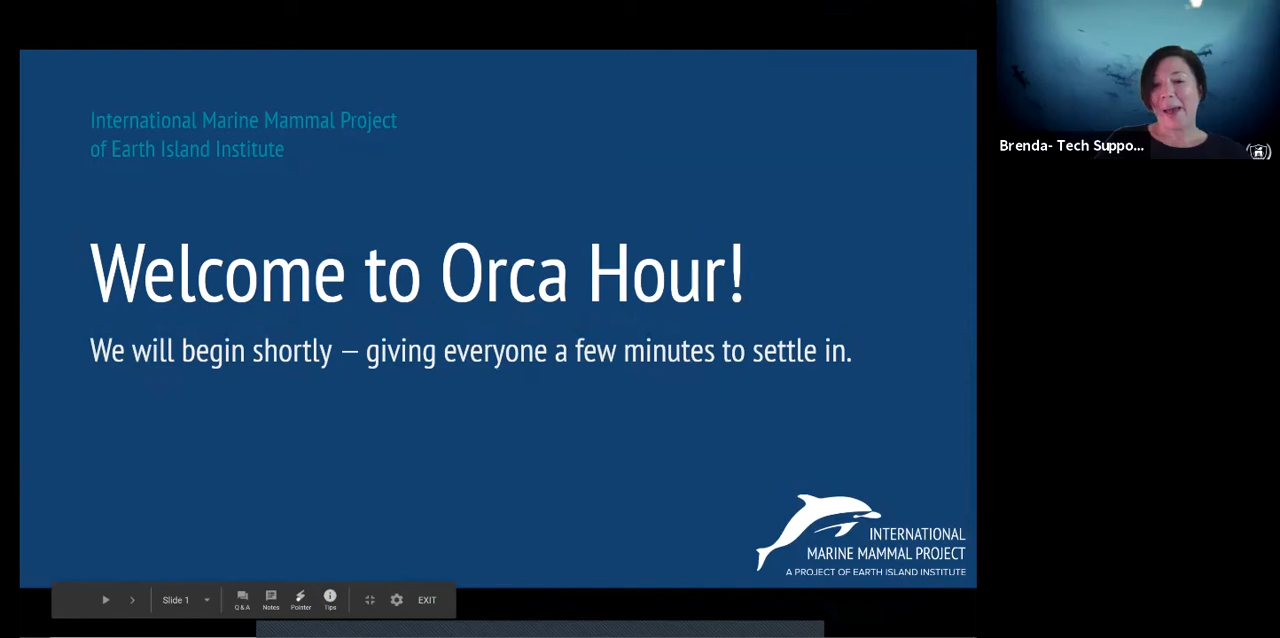 International Marine Mammal Project
of Earth Island Institute
Welcome to Orca Hour!
We will begin shortly — giving everyone a few minutes to settle in.
INTERNATIONAL
MARINE MAMMAL PROJECT
A PROJECT OF EARTH ISLAND INSTITUTE
Brenda- Tech Suppo...
Slide 1
Q & A
Notes
Pointer
Tips
EXIT